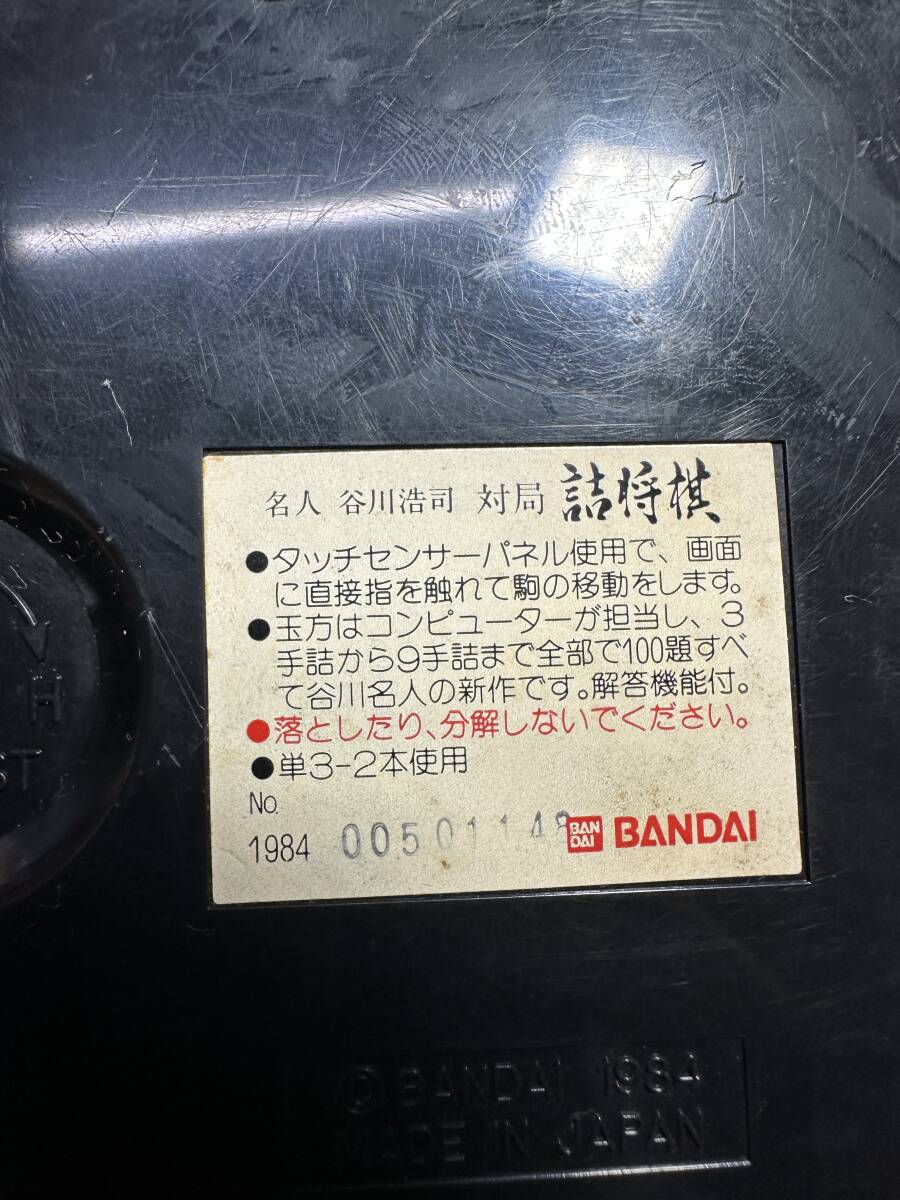 名人 谷川浩司 対局 詰将棋
●タッチセンサーパネル使用で、画面
に直接指を触れて駒の移動をします。
●玉方はコンピューターが担当し、3
手詰から9手詰まで全部で100題すべ
て谷川名人の新作です。解答機能付。
●落としたり、分解しないでください。
●単3-2本使用
No.
1984 00501148
BAN
DAI
BANDAI
V
H
©BANDAI 1984
MADE IN JAPAN